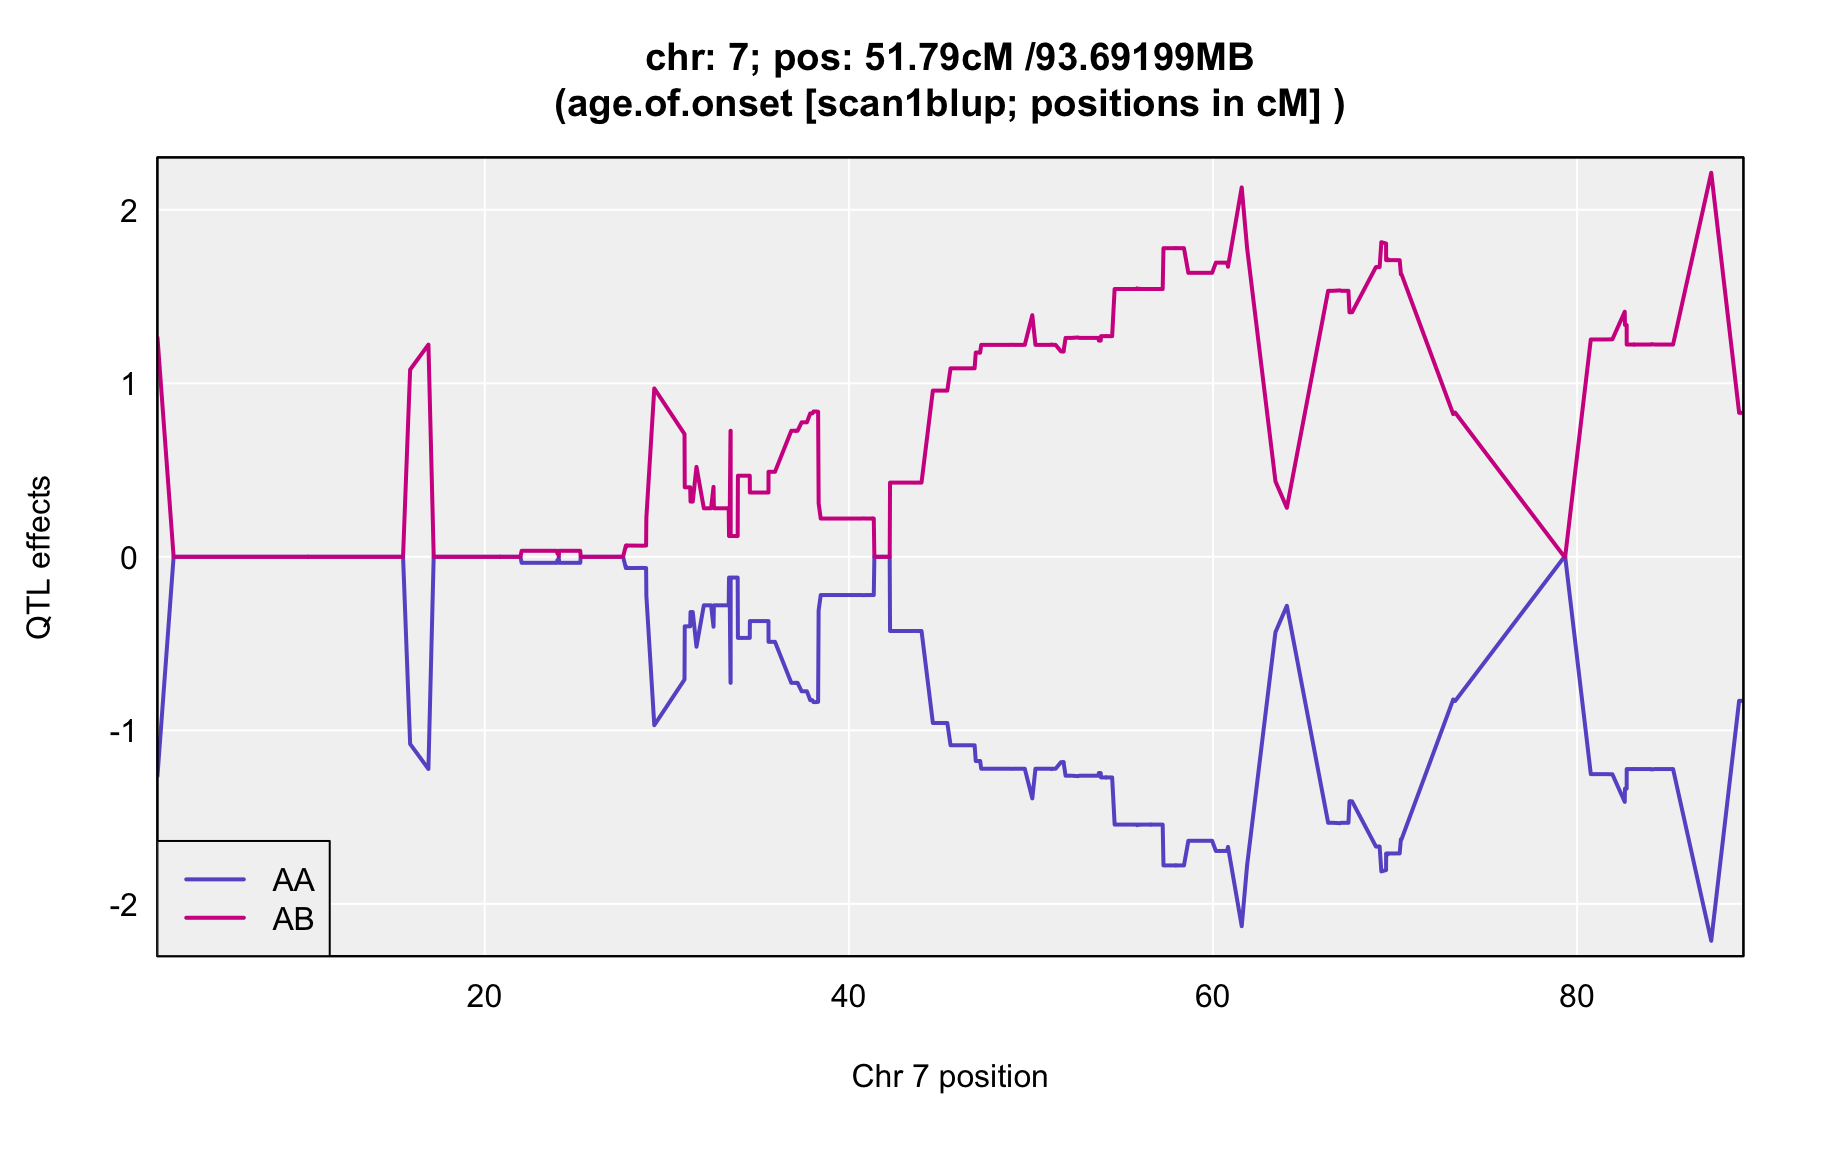 chr: 7; pos: 51.79cM /93.69199MB
(age.of.onset [scan1blup; positions in cM] )
QTL effects
2
1
0
-1
-2
AA
AB
20 40 60 80
Chr 7 position